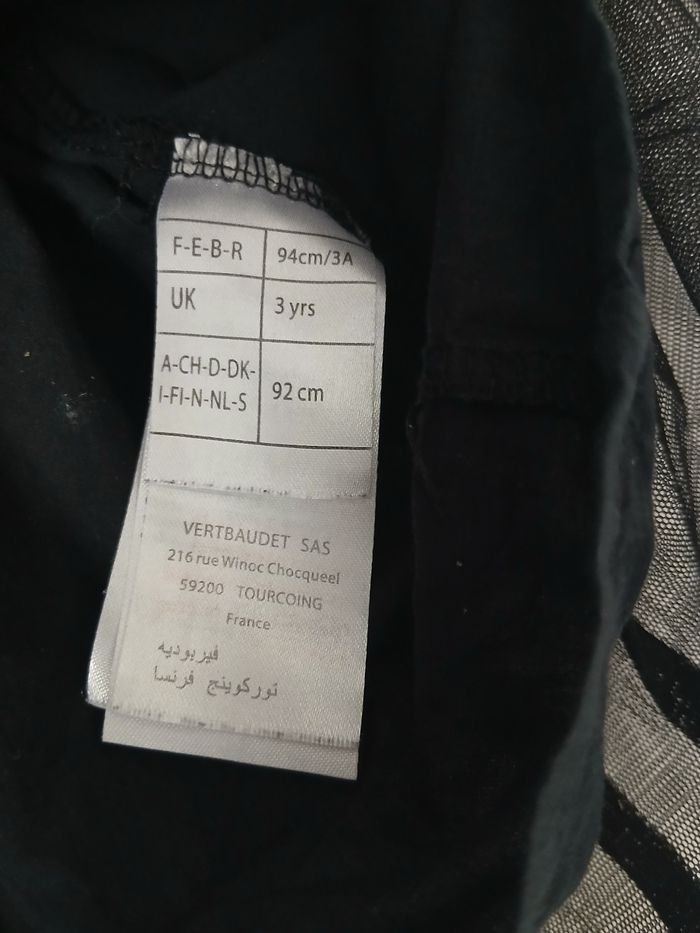 F-E-B-R 94cm/3A
UK 3 yrs
A-CH-D-DK-
I-FI-N-NL-S 92 cm
VERTBAUDET SAS
216 rue Winoc Chocqueel
59200 TOURCOING
France
فيربوديه
توركوينج فرنسا